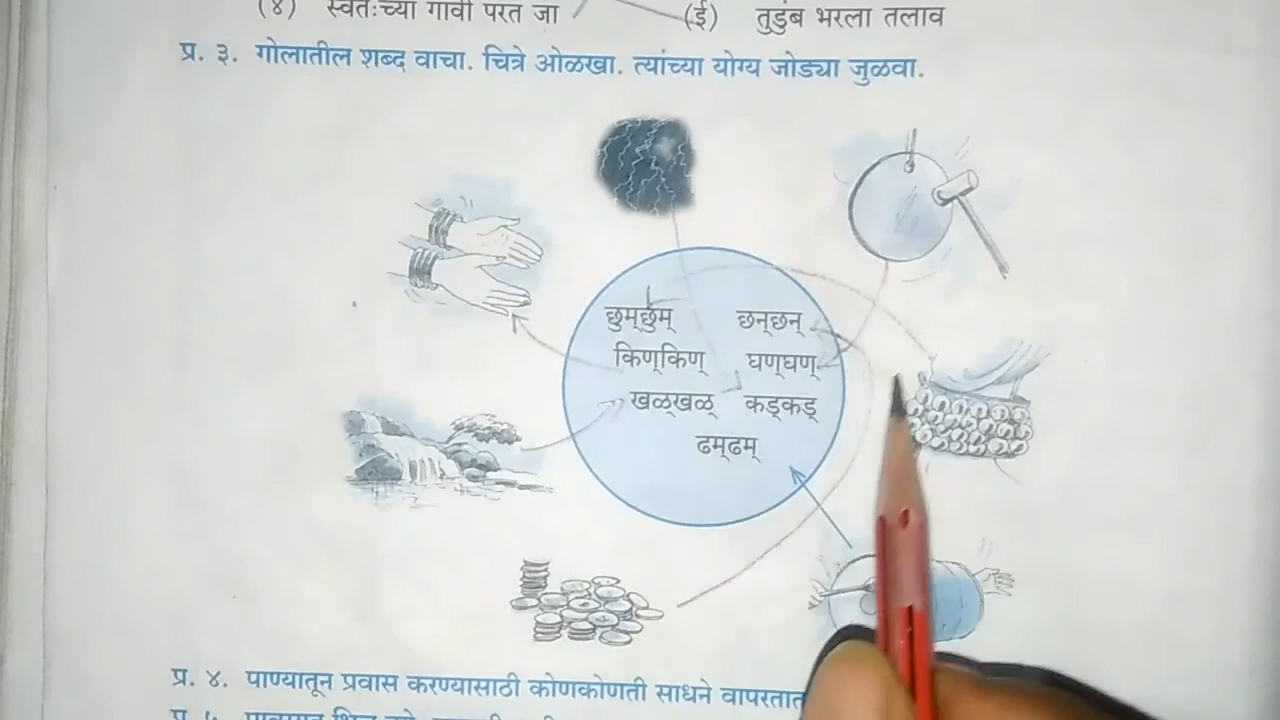 (४) स्वतःच्या गावी परत जा (ई) तुडुंब भरला तलाव
प्र. ३. गोलातील शब्द वाचा. चित्रे ओळखा. त्यांच्या योग्य जोड्या जुळवा.
छुम्छुम् छन्छन्
किण्किण् घण्घण्
खळ्खळ् कड्कड्
ढम्ढम्
प्र. ४. पाण्यातून प्रवास करण्यासाठी कोणकोणती साधने वापरतात